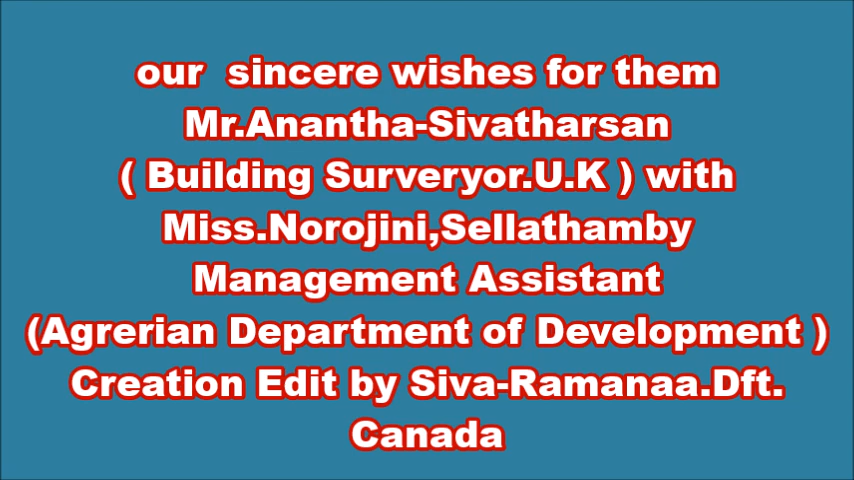 our  sincere wishes for them
Mr.Anantha-Sivatharsan
( Building Surveryor.U.K ) with
Miss.Norojini,Sellathamby
Management Assistant
(Agrerian Department of Development )
Creation Edit by Siva-Ramanaa.Dft.
Canada